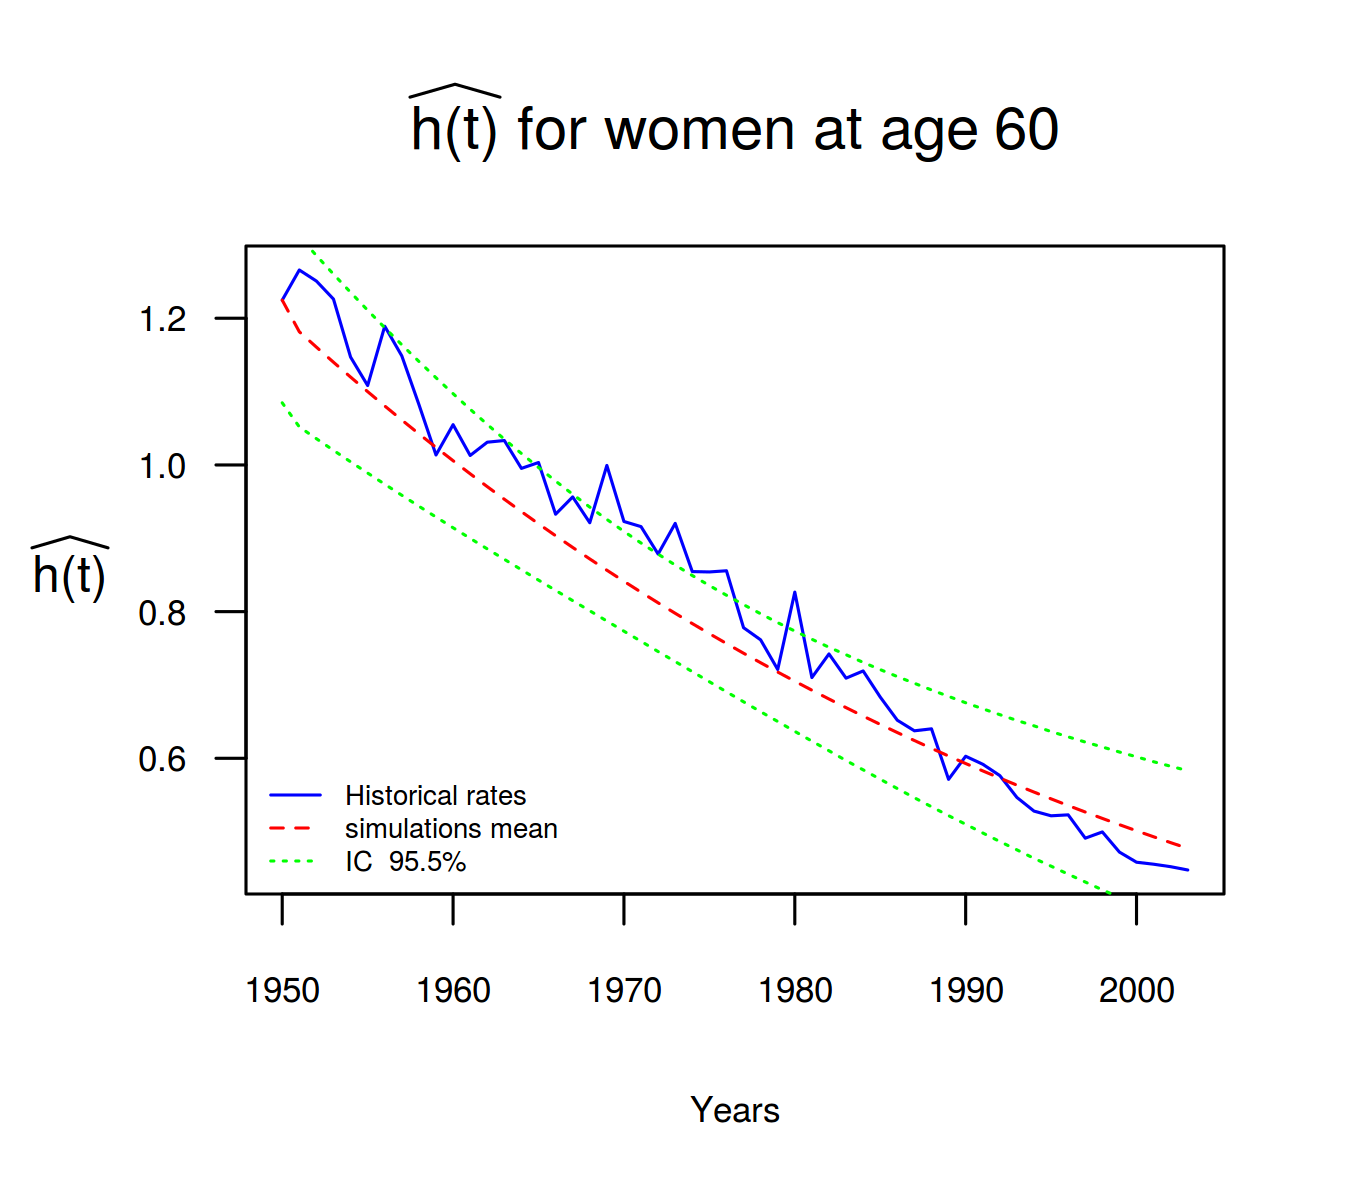 h(t) for women at age 60
h(t)
1.2
1.0
0.8
0.6
Historical rates
simulations mean
IC 95.5%
1950 1960 1970 1980 1990 2000
Years